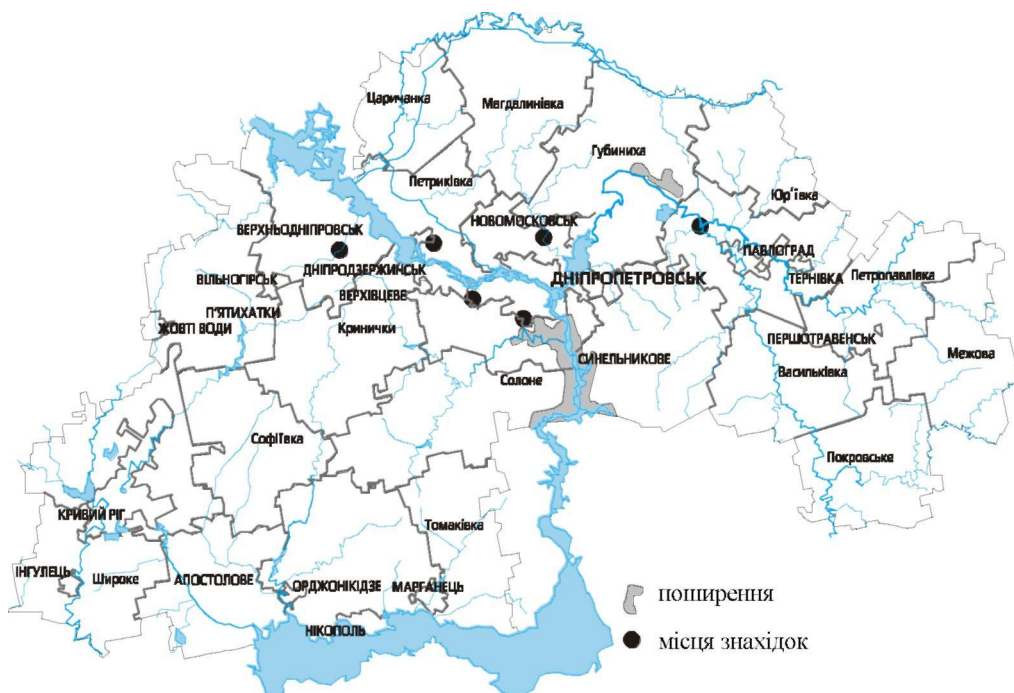 Царичанка
Магдалинівка
Губиниха
Петриківка
Юр'ївка
НОВОМОСКОВСЬК
ВЕРХНЬОДНІПРОВСЬК
ПАВЛОГРАД
ДНІПРОДЗЕРЖИНСЬК
ДНІПРОПЕТРОВСЬК
ТЕРНІВКА
Петропавлівка
ВІЛЬНОГІРСЬК
ВЕРХІВЦЕВЕ
П'ЯТИХАТКИ
ЖОВТІ ВОДИ
Кринички
ПЕРШОТРАВЕНСЬК
Межова
СИНЕЛЬНИКОВЕ
Васильківка
Солоне
Софіївка
Покровське
КРИВИЙ РІГ
Томаківка
ІНГУЛЕЦЬ
Широке
АПОСТОЛОВЕ
ОРДЖОНІКІДЗЕ
МАРГАНЕЦЬ
НІКОПОЛЬ
поширення
місця знахідок